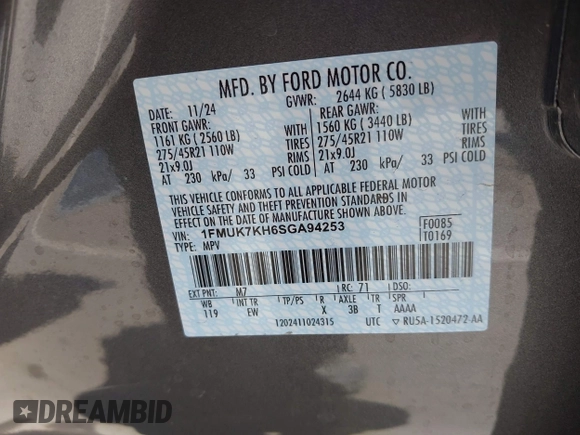 MFD. BY FORD MOTOR CO.
DATE: 11/24 GVWR: 2644 KG ( 5830 LB)
FRONT GAWR: REAR GAWR:
1161 KG ( 2560 LB) 1560 KG ( 3440 LB)
275/45R21 110W TIRES 275/45R21 110W
21x9.0J RIMS 21x9.0J
AT 230 kPa/ 33 PSI COLD AT 230 kPa/ 33 PSI COLD
THIS VEHICLE CONFORMS TO ALL APPLICABLE FEDERAL MOTOR
VEHICLE SAFETY AND THEFT PREVENTION STANDARDS IN
EFFECT ON THE DATE OF MANUFACTURE SHOWN ABOVE.
VIN: 1FMUK7KH6SGA94253 F0085
TYPE: MPV T0169
EXT PNT: M7 RC: 71 DSO:
WB INT TR TP/PS R AXLE TR SPR
119 EW X 3B T AAAA
1202411024315 UTC ▽ RU5A-1520472-AA
DREAMBID